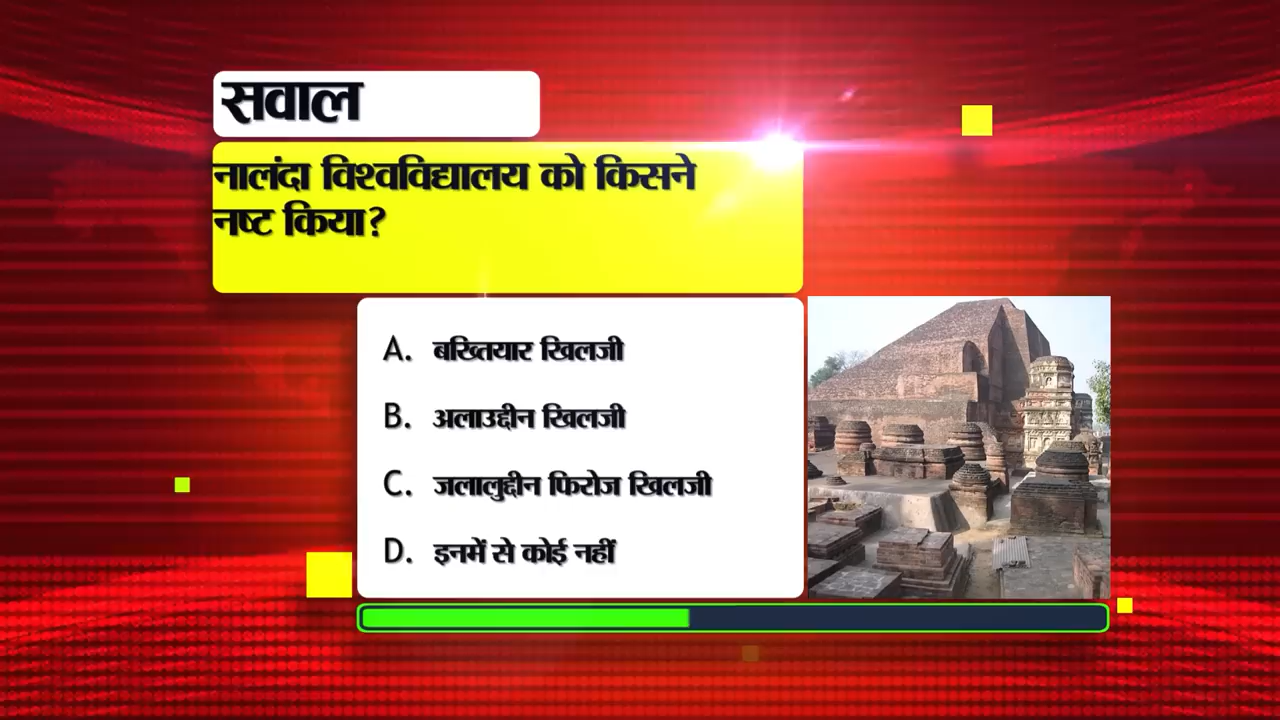 सवाल
नालंदा विश्वविद्यालय को किसने
नष्ट किया?
A. बख्तियार खिलजी
B. अलाउद्दीन खिलजी
C. जलालुद्दीन फिरोज खिलजी
D. इनमें से कोई नहीं